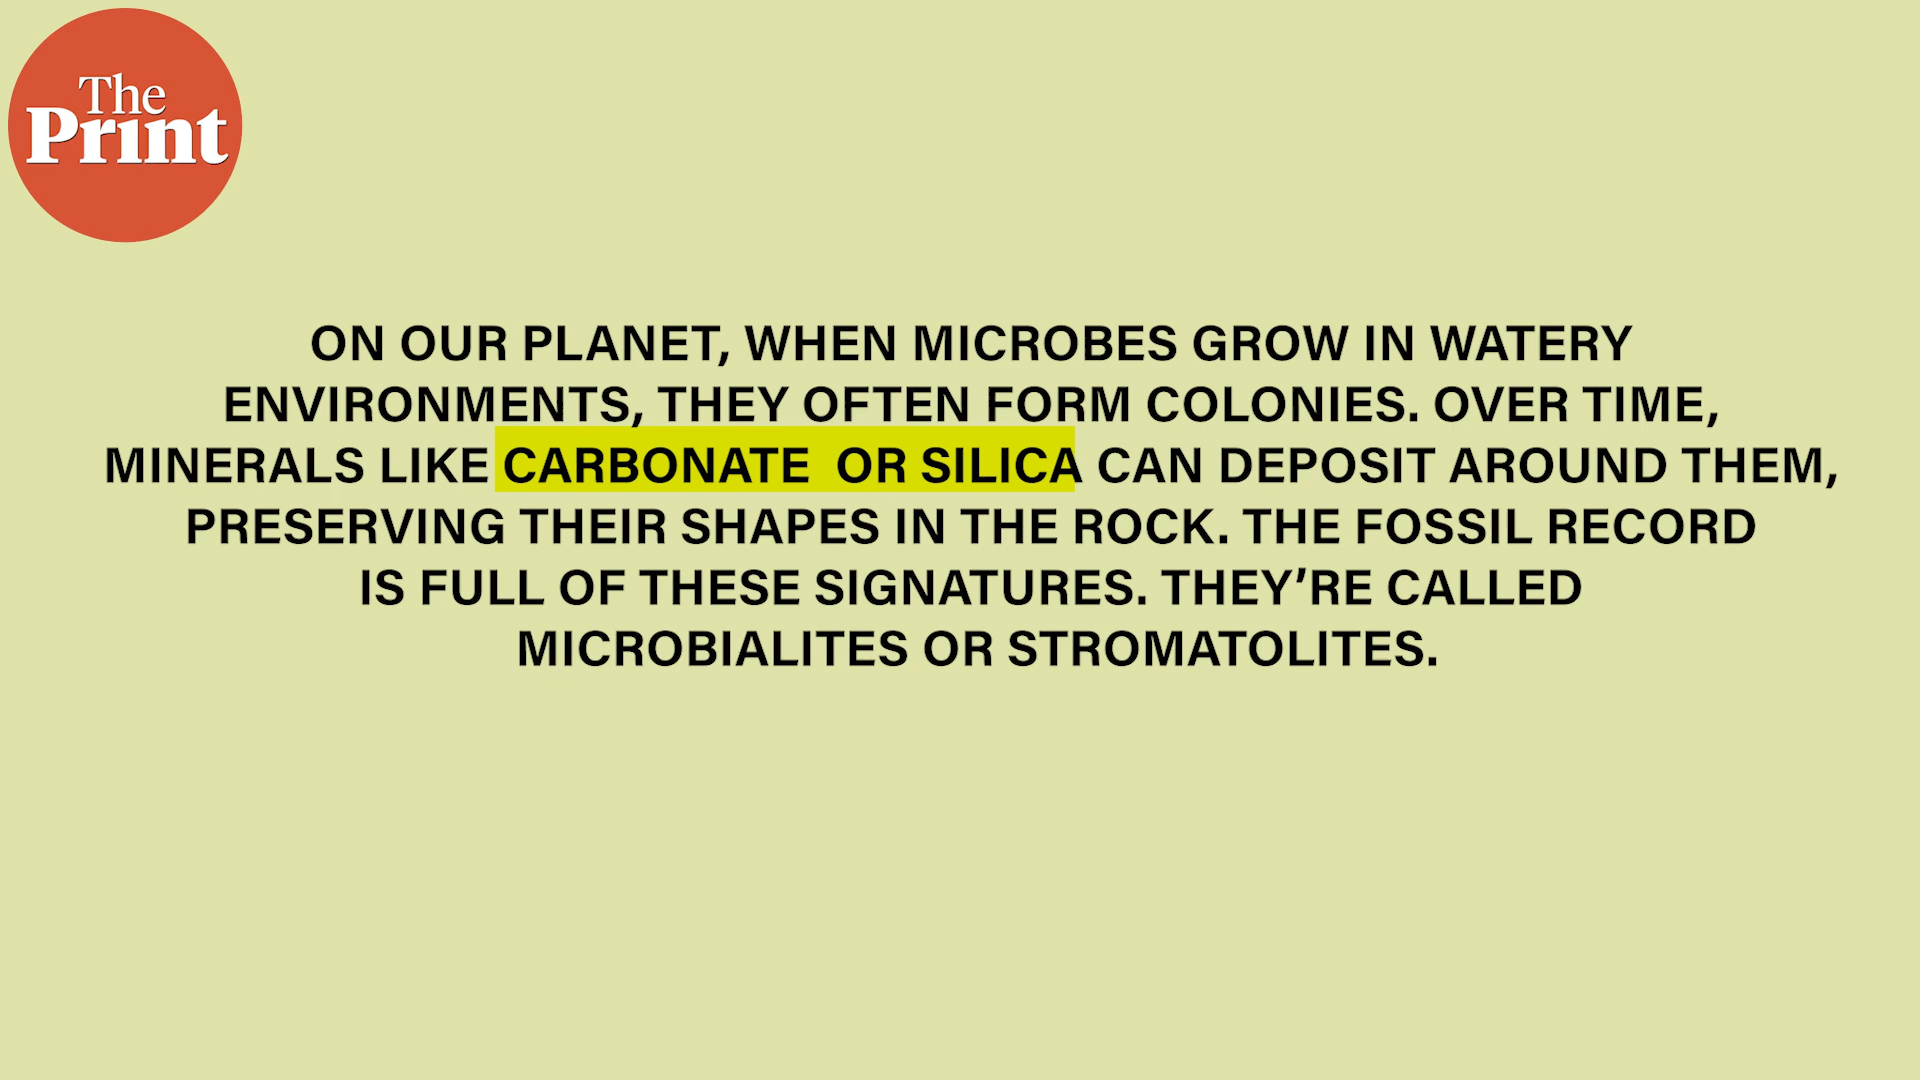 The
Print
ON OUR PLANET, WHEN MICROBES GROW IN WATERY
ENVIRONMENTS, THEY OFTEN FORM COLONIES. OVER TIME,
MINERALS LIKE CARBONATE  OR SILICA CAN DEPOSIT AROUND THEM,
PRESERVING THEIR SHAPES IN THE ROCK. THE FOSSIL RECORD
IS FULL OF THESE SIGNATURES. THEY’RE CALLED
MICROBIALITES OR STROMATOLITES.